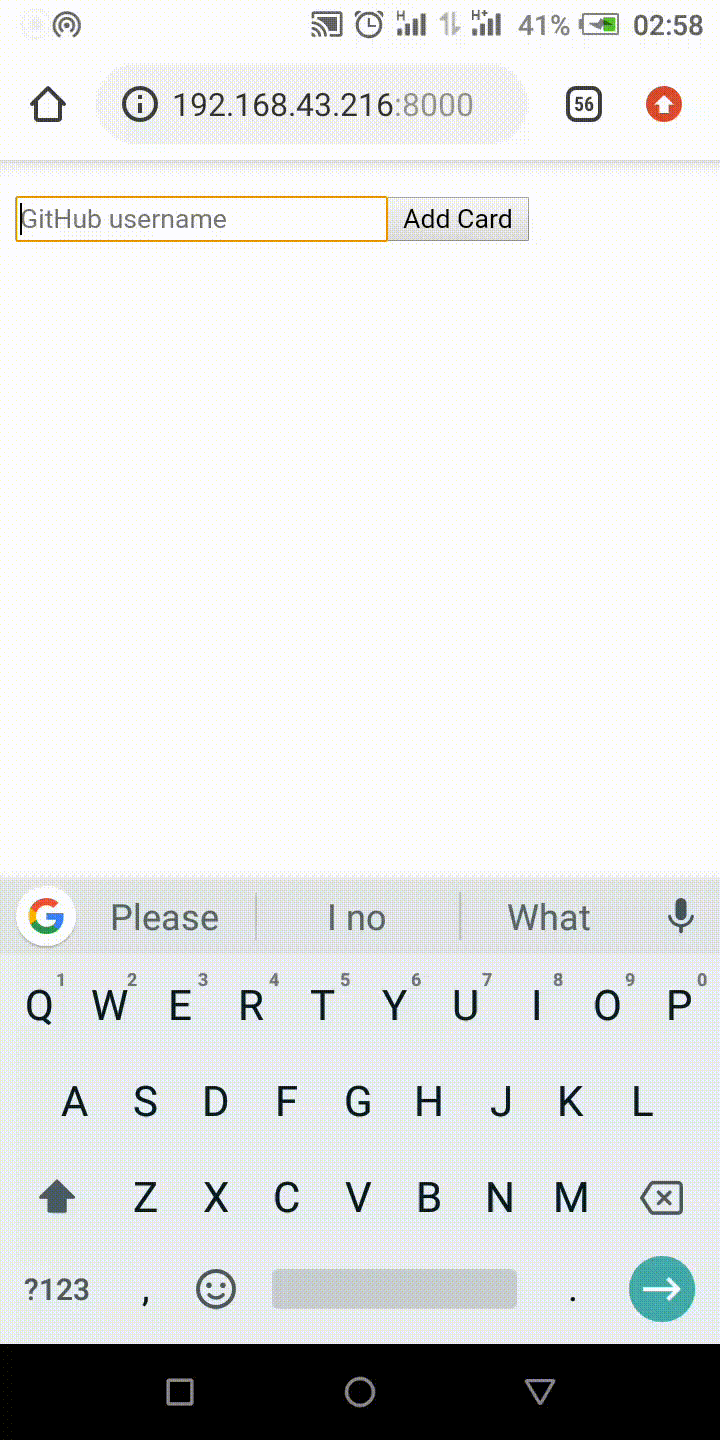 H H+ 41% 02:58
192.168.43.216:8000 56
GitHub username Add Card
G Please I no What
1 2 3 4 5 6 7 8 9 0
Q W E R T Y U I O P
A S D F G H J K L
Z X C V B N M
?123 , .